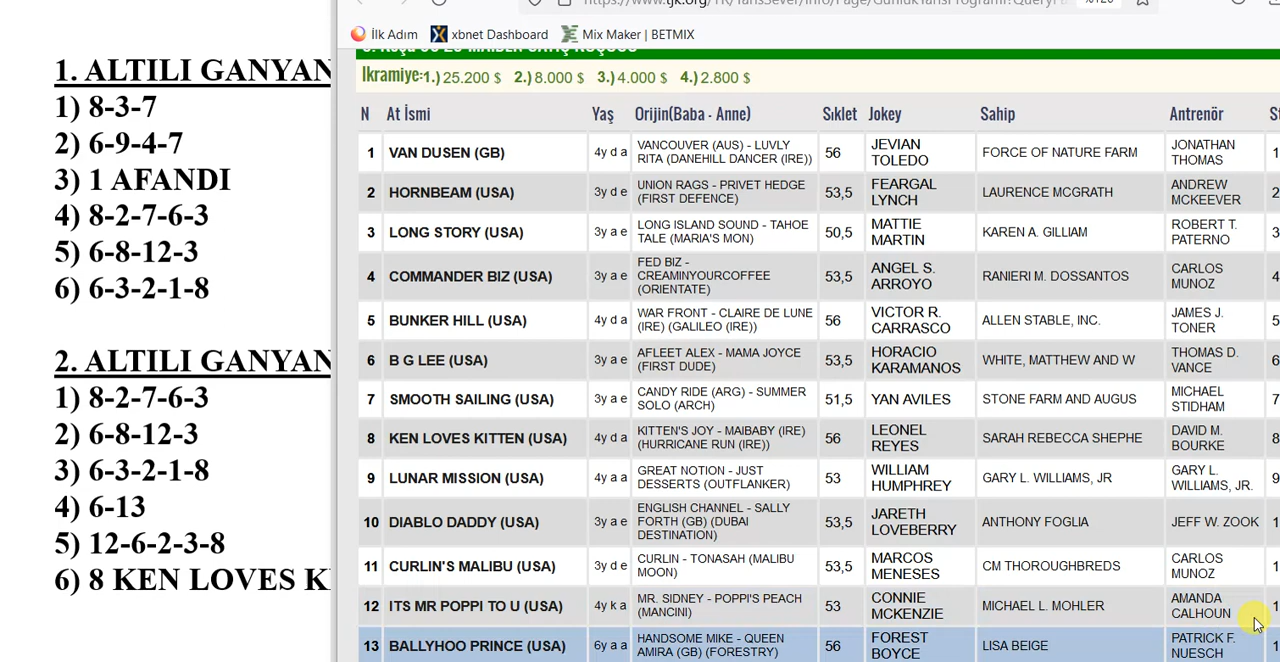 1. ALTILI GANYAN
1) 8-3-7
2) 6-9-4-7
3) 1 AFANDI
4) 8-2-7-6-3
5) 6-8-12-3
6) 6-3-2-1-8
2. ALTILI GANYAN
1) 8-2-7-6-3
2) 6-8-12-3
3) 6-3-2-1-8
4) 6-13
5) 12-6-2-3-8
6) 8 KEN LOVES K
İlk Adım xbnet Dashboard Mix Maker | BETMIX
İkramiye:1.) 25.200 $ 2.) 8.000 $ 3.) 4.000 $ 4.) 2.800 $
N At İsmi Yaş Orijin(Baba - Anne) Sıklet Jokey Sahip Antrenör
1 VAN DUSEN (GB) 4y d a VANCOUVER (AUS) - LUVLY RITA (DANEHILL DANCER (IRE)) 56 JEVIAN TOLEDO FORCE OF NATURE FARM JONATHAN THOMAS 1
2 HORNBEAM (USA) 3y d e UNION RAGS - PRIVET HEDGE (FIRST DEFENCE) 53,5 FEARGAL LYNCH LAURENCE MCGRATH ANDREW MCKEEVER 2
3 LONG STORY (USA) 3y a e LONG ISLAND SOUND - TAHOE TALE (MARIA'S MON) 50,5 MATTIE MARTIN KAREN A. GILLIAM ROBERT T. PATERNO 3
4 COMMANDER BIZ (USA) 3y a e FED BIZ - CREAMINYOURCOFFEE (ORIENTATE) 53,5 ANGEL S. ARROYO RANIERI M. DOSSANTOS CARLOS MUNOZ 4
5 BUNKER HILL (USA) 4y d a WAR FRONT - CLAIRE DE LUNE (IRE) (GALILEO (IRE)) 56 VICTOR R. CARRASCO ALLEN STABLE, INC. JAMES J. TONER 5
6 B G LEE (USA) 3y a e AFLEET ALEX - MAMA JOYCE (FIRST DUDE) 53,5 HORACIO KARAMANOS WHITE, MATTHEW AND W THOMAS D. VANCE 6
7 SMOOTH SAILING (USA) 3y a e CANDY RIDE (ARG) - SUMMER SOLO (ARCH) 51,5 YAN AVILES STONE FARM AND AUGUS MICHAEL STIDHAM 7
8 KEN LOVES KITTEN (USA) 4y d a KITTEN'S JOY - MAIBABY (IRE) (HURRICANE RUN (IRE)) 56 LEONEL REYES SARAH REBECCA SHEPHE DAVID M. BOURKE 8
9 LUNAR MISSION (USA) 4y a a GREAT NOTION - JUST DESSERTS (OUTFLANKER) 53 WILLIAM HUMPHREY GARY L. WILLIAMS, JR GARY L. WILLIAMS, JR. 9
10 DIABLO DADDY (USA) 3y a e ENGLISH CHANNEL - SALLY FORTH (GB) (DUBAI DESTINATION) 53,5 JARETH LOVEBERRY ANTHONY FOGLIA JEFF W. ZOOK 1
11 CURLIN'S MALIBU (USA) 3y d e CURLIN - TONASAH (MALIBU MOON) 53,5 MARCOS MENESES CM THOROUGHBREDS CARLOS MUNOZ 1
12 ITS MR POPPI TO U (USA) 4y k a MR. SIDNEY - POPPI'S PEACH (MANCINI) 53 CONNIE MCKENZIE MICHAEL L. MOHLER AMANDA CALHOUN 1
13 BALLYHOO PRINCE (USA) 6y a a HANDSOME MIKE - QUEEN AMIRA (GB) (FORESTRY) 56 FOREST BOYCE LISA BEIGE PATRICK F. NUESCH 1